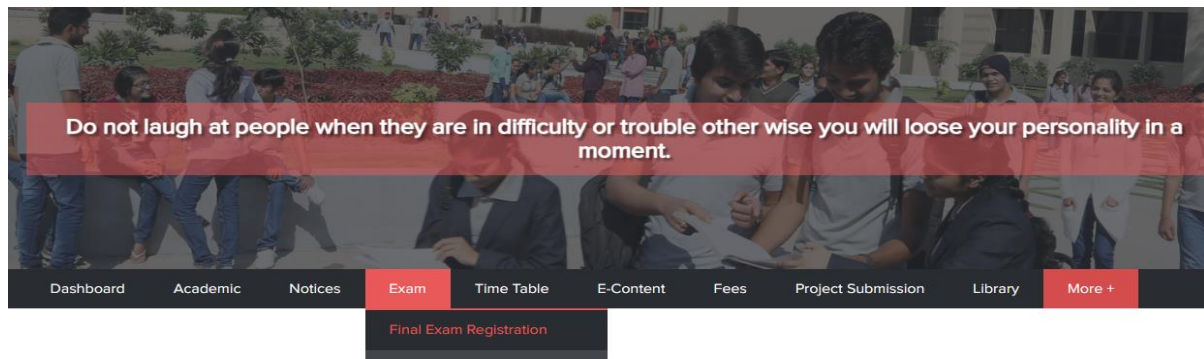 Do not laugh at people when they are in difficulty or trouble other wise you will loose your personality in a
moment.
Dashboard Academic Notices Exam Time Table E-Content Fees Project Submission Library More +
Final Exam Registration